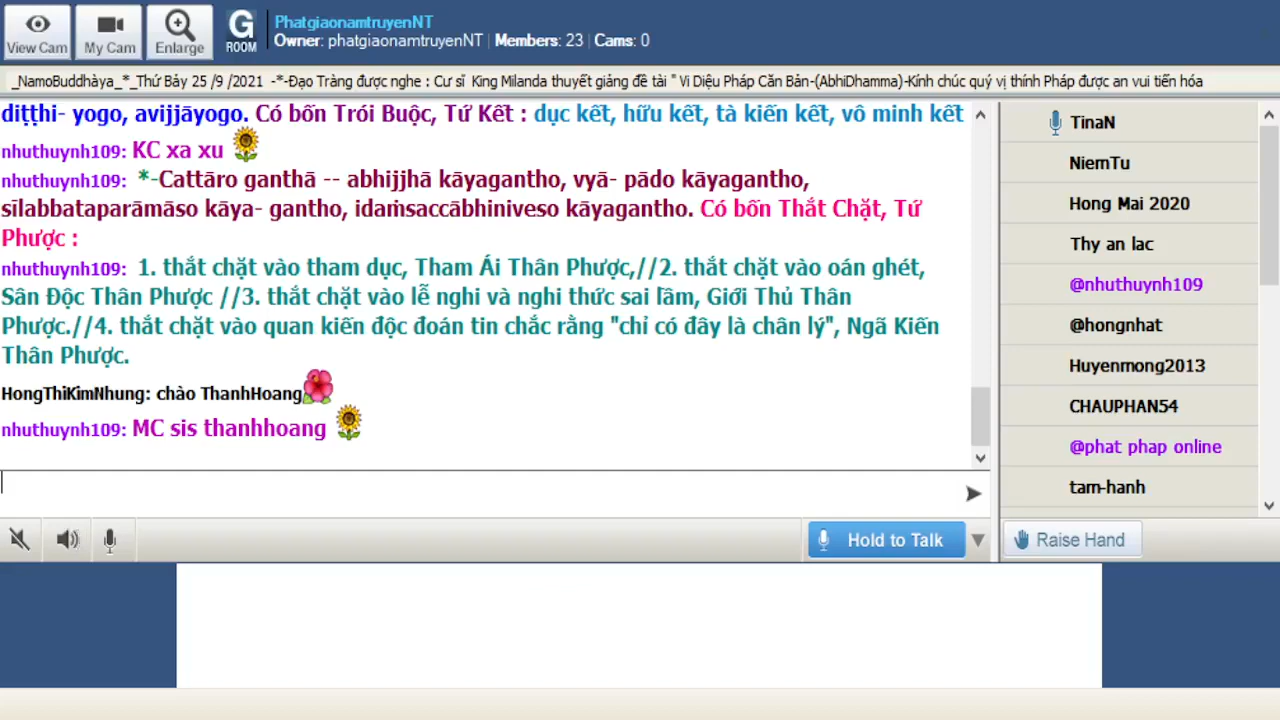 View Cam
My Cam
Enlarge
G
ROOM
PhatgiaonamtruyenNT
Owner: phatgiaonamtruyenNT | Members: 23 | Cams: 0
_NamoBuddhàya_*_Thứ Bảy 25 /9 /2021 -*-Đạo Tràng được nghe : Cư sĩ King Milanda thuyết giảng đề tài " Vi Diệu Pháp Căn Bản-(AbhiDhamma)-Kính chúc quý vị thính Pháp được an vui tiến hóa
diṭṭhi- yogo, avijjāyogo. Có bốn Trói Buộc, Tứ Kết : dục kết, hữu kết, tà kiến kết, vô minh kết
nhuthuynh109: KC xa xu
nhuthuynh109: *-Cattāro ganthā -- abhijjhā kāyagantho, vyā- pādo kāyagantho,
sīlabbataparāmāso kāya- gantho, idaṁsaccābhiniveso kāyagantho. Có bốn Thắt Chặt, Tứ
Phược :
nhuthuynh109: 1. thắt chặt vào tham dục, Tham Ái Thân Phược,//2. thắt chặt vào oán ghét,
Sân Độc Thân Phược //3. thắt chặt vào lễ nghi và nghi thức sai lầm, Giới Thủ Thân
Phược.//4. thắt chặt vào quan kiến độc đoán tin chắc rằng "chỉ có đây là chân lý", Ngã Kiến
Thân Phược.
HongThiKimNhung: chào ThanhHoang
nhuthuynh109: MC sis thanhhoang
Hold to Talk
TinaN
NiemTu
Hong Mai 2020
Thy an lac
@nhuthuynh109
@hongnhat
Huyenmong2013
CHAUPHAN54
@phat phap online
tam-hanh
Raise Hand